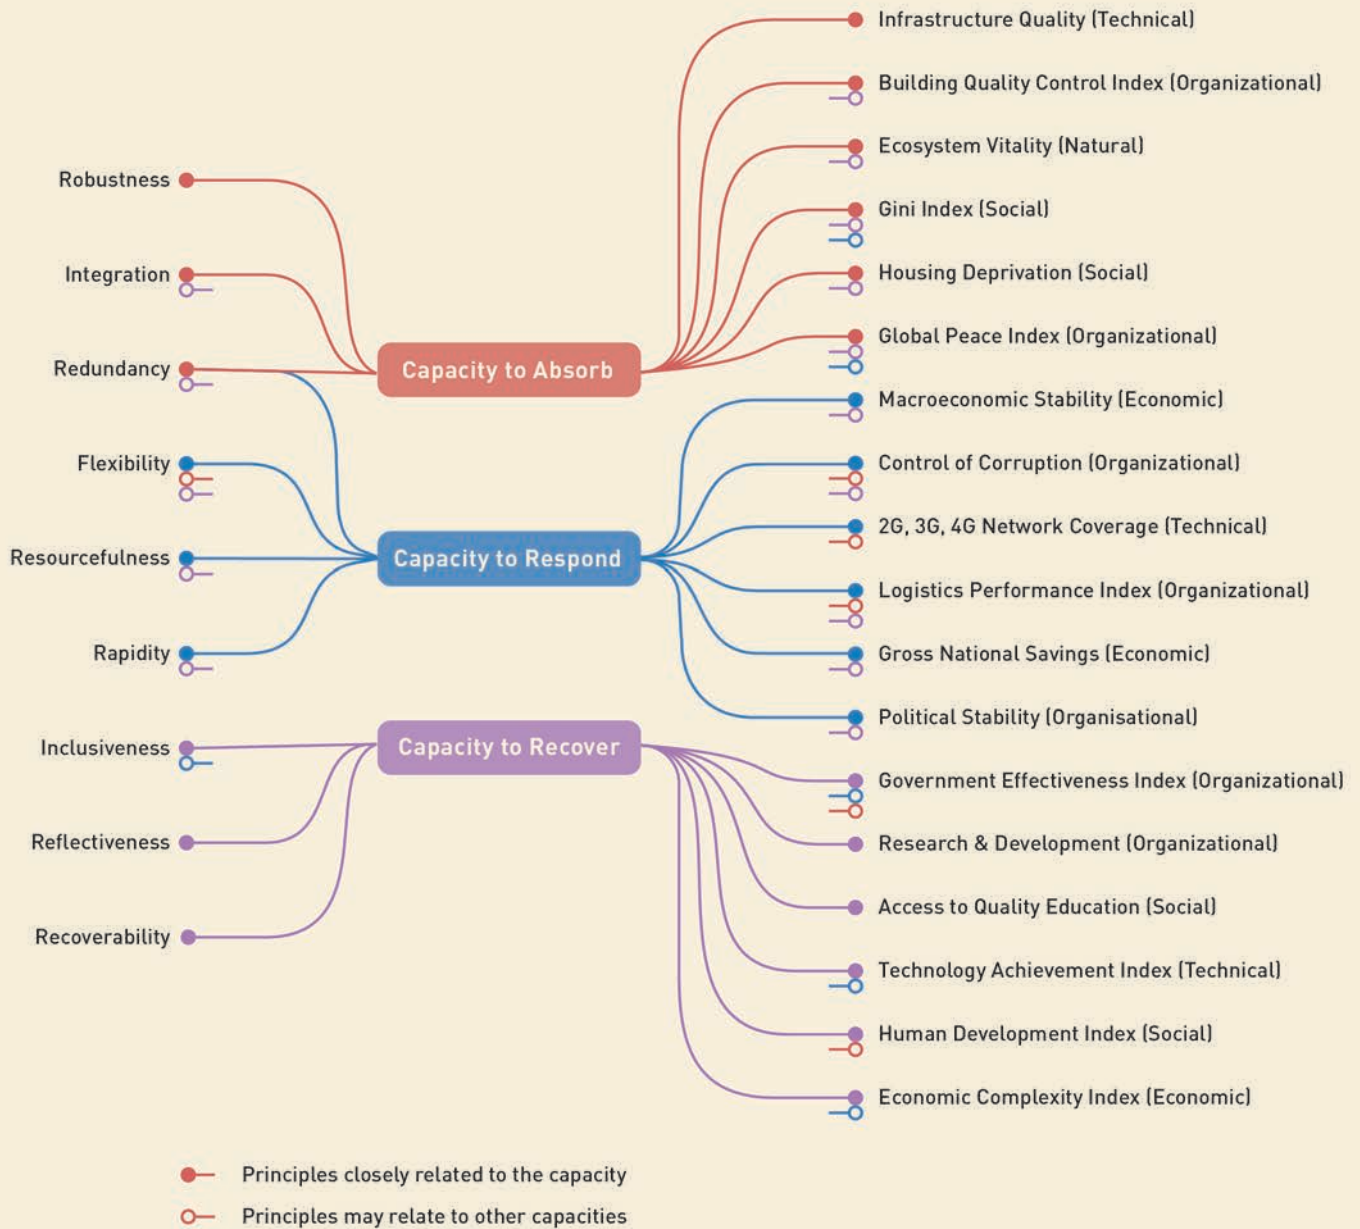 Robustness
Integration
Redundancy
Flexibility
Resourcefulness
Rapidity
Inclusiveness
Reflectiveness
Recoverability
Capacity to Absorb
Capacity to Respond
Capacity to Recover
Infrastructure Quality (Technical)
Building Quality Control Index (Organizational)
Ecosystem Vitality (Natural)
Gini Index (Social)
Housing Deprivation (Social)
Global Peace Index (Organizational)
Macroeconomic Stability (Economic)
Control of Corruption (Organizational)
2G, 3G, 4G Network Coverage (Technical)
Logistics Performance Index (Organizational)
Gross National Savings (Economic)
Political Stability (Organisational)
Government Effectiveness Index (Organizational)
Research & Development (Organizational)
Access to Quality Education (Social)
Technology Achievement Index (Technical)
Human Development Index (Social)
Economic Complexity Index (Economic)
Principles closely related to the capacity
Principles may relate to other capacities